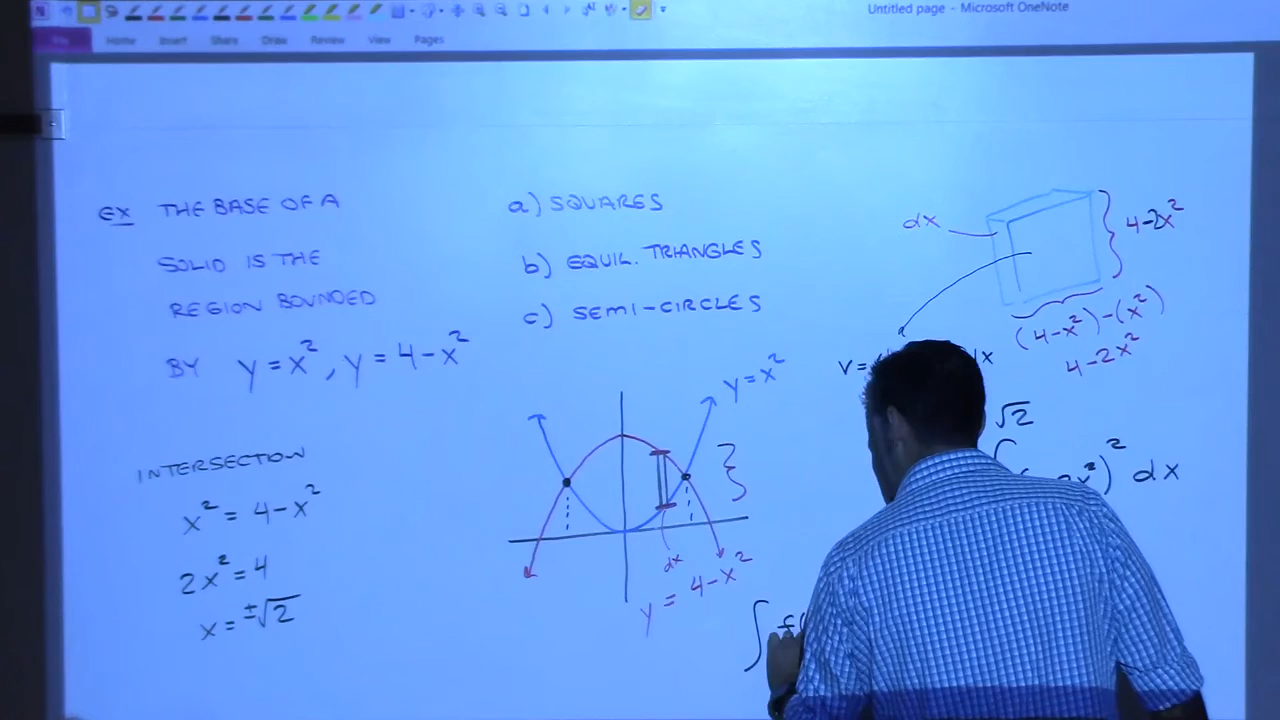 Untitled page - Microsoft OneNote
Home Insert Share Draw Review View Pages
EX THE BASE OF A
SOLID IS THE
REGION BOUNDED
BY y = x², y = 4 - x²
INTERSECTION
x² = 4 - x²
2x² = 4
x = ±√2
a) SQUARES
b) EQUIL. TRIANGLES
c) SEMI-CIRCLES
y = x²
dx
y = 4 - x²
dx
4-2x²
(4-x²)-(x²)
4-2x²
V =
dx
√2
∫
x²)² dx
∫ f(